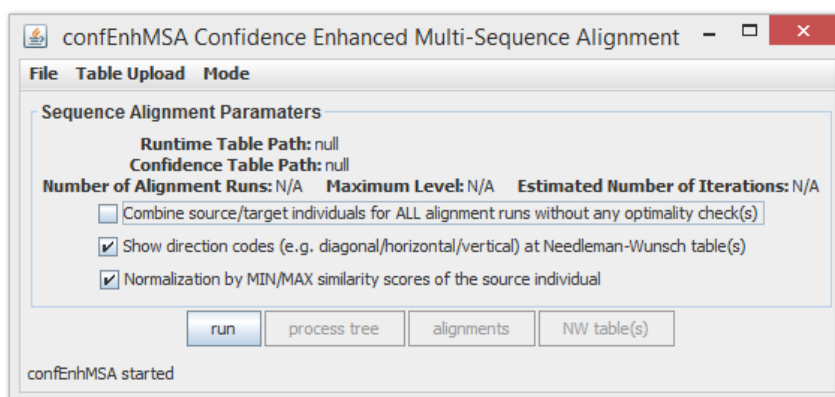 confEnhMSA Confidence Enhanced Multi-Sequence Alignment
File Table Upload Mode
Sequence Alignment Paramaters
Runtime Table Path: null
Confidence Table Path: null
Number of Alignment Runs: N/A Maximum Level: N/A Estimated Number of Iterations: N/A
Combine source/target individuals for ALL alignment runs without any optimality check(s)
Show direction codes (e.g. diagonal/horizontal/vertical) at Needleman-Wunsch table(s)
Normalization by MIN/MAX similarity scores of the source individual
run process tree alignments NW table(s)
confEnhMSA started